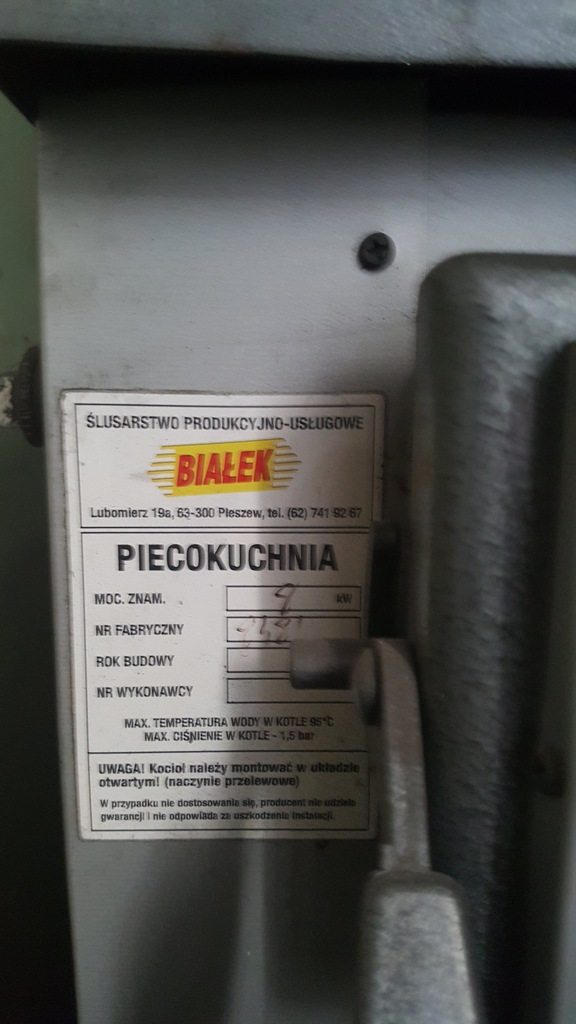 ŚLUSARSTWO PRODUKCYJNO-USŁUGOWE
BIAŁEK
Lubomierz 19a, 63-300 Pleszew, tel. (62) 741 92 67
PIECOKUCHNIA
MOC. ZNAM. 9 kW
NR FABRYCZNY
ROK BUDOWY
NR WYKONAWCY
MAX. TEMPERATURA WODY W KOTLE 95°C
MAX. CIŚNIENIE W KOTLE - 1,5 bar
UWAGA! Kocioł należy montować w układzie
otwartym! (naczynie przelewowe)
W przypadku nie dostosowania się, producent nie udziela
gwarancji i nie odpowiada za uszkodzenie instalacji.